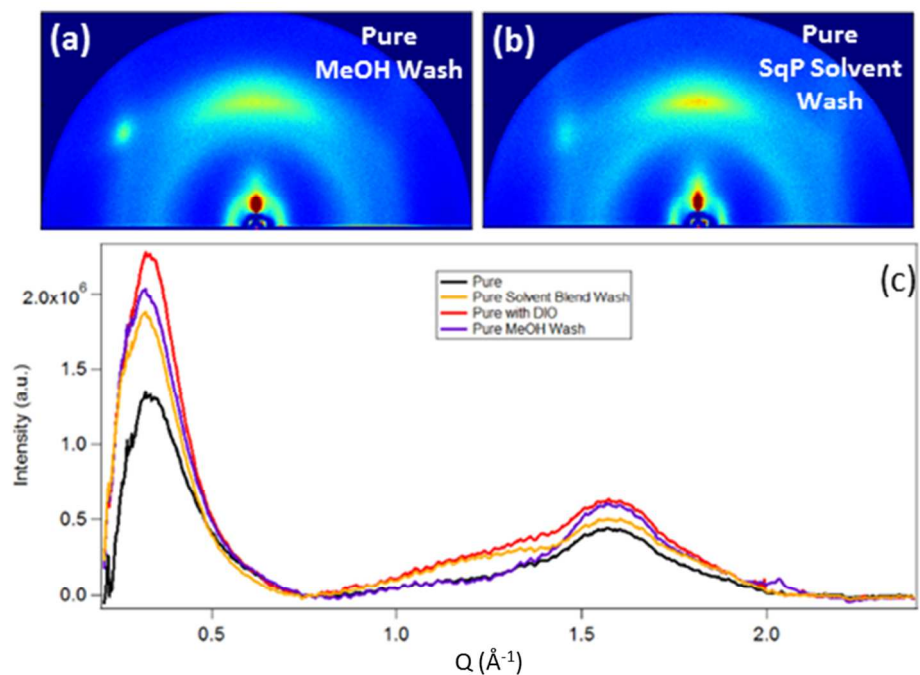 (a)
Pure
MeOH Wash
(b)
Pure
SqP Solvent
Wash
(c)
Pure
Pure Solvent Blend Wash
Pure with DIO
Pure MeOH Wash
2.0x10⁶
1.5
1.0
0.5
0.0
Intensity (a.u.)
0.5
1.0
1.5
2.0
Q (Å⁻¹)